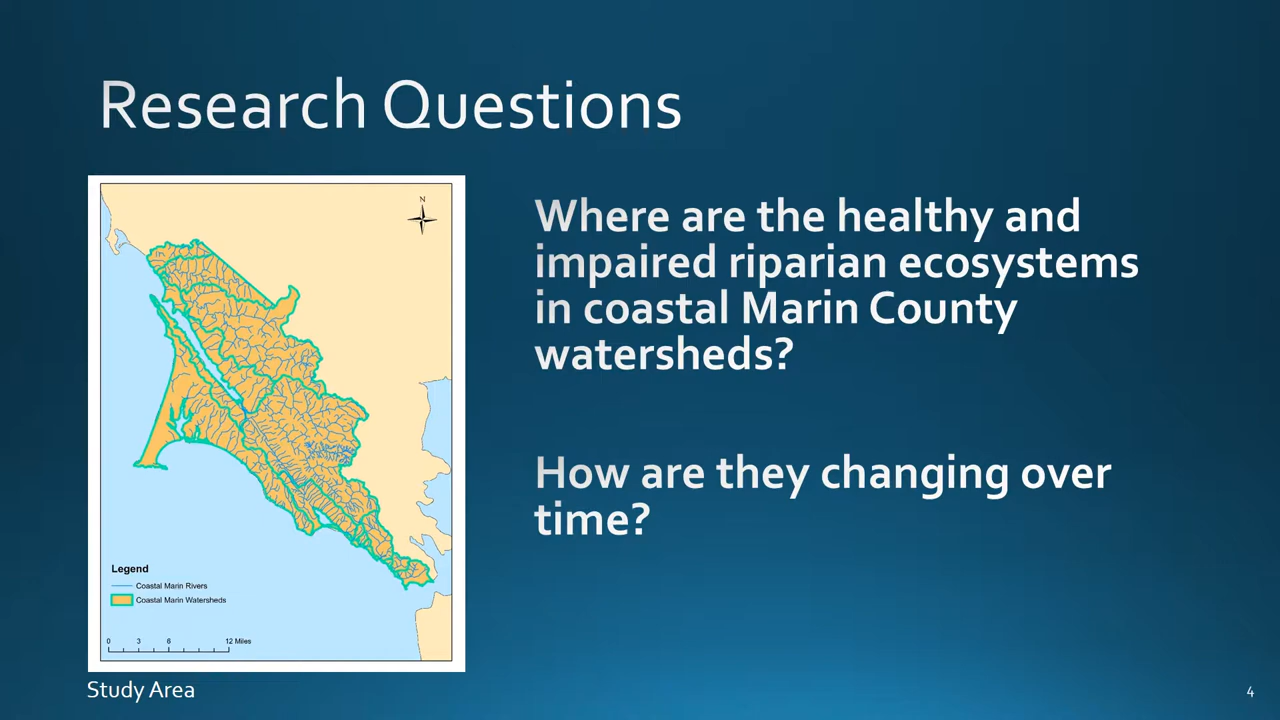 Research Questions
N
Where are the healthy and
impaired riparian ecosystems
in coastal Marin County
watersheds?
How are they changing over
time?
Legend
Coastal Marin Rivers
Coastal Marin Watersheds
0 3 6 12 Miles
Study Area
4